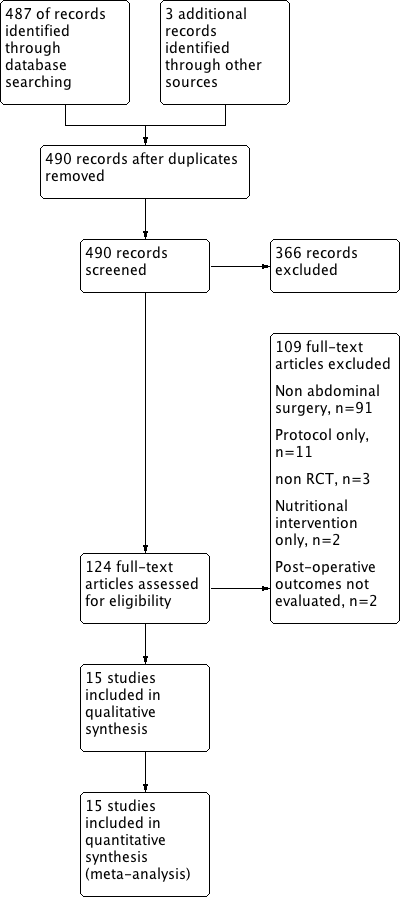 487 of records
identified
through
database
searching
3 additional
records
identified
through other
sources
490 records after duplicates
removed
490 records
screened
366 records
excluded
109 full-text
articles excluded
Non abdominal
surgery, n=91
Protocol only,
n=11
non RCT, n=3
Nutritional
intervention
only, n=2
Post-operative
outcomes not
evaluated, n=2
124 full-text
articles assessed
for eligibility
15 studies
included in
qualitative
synthesis
15 studies
included in
quantitative
synthesis
(meta-analysis)